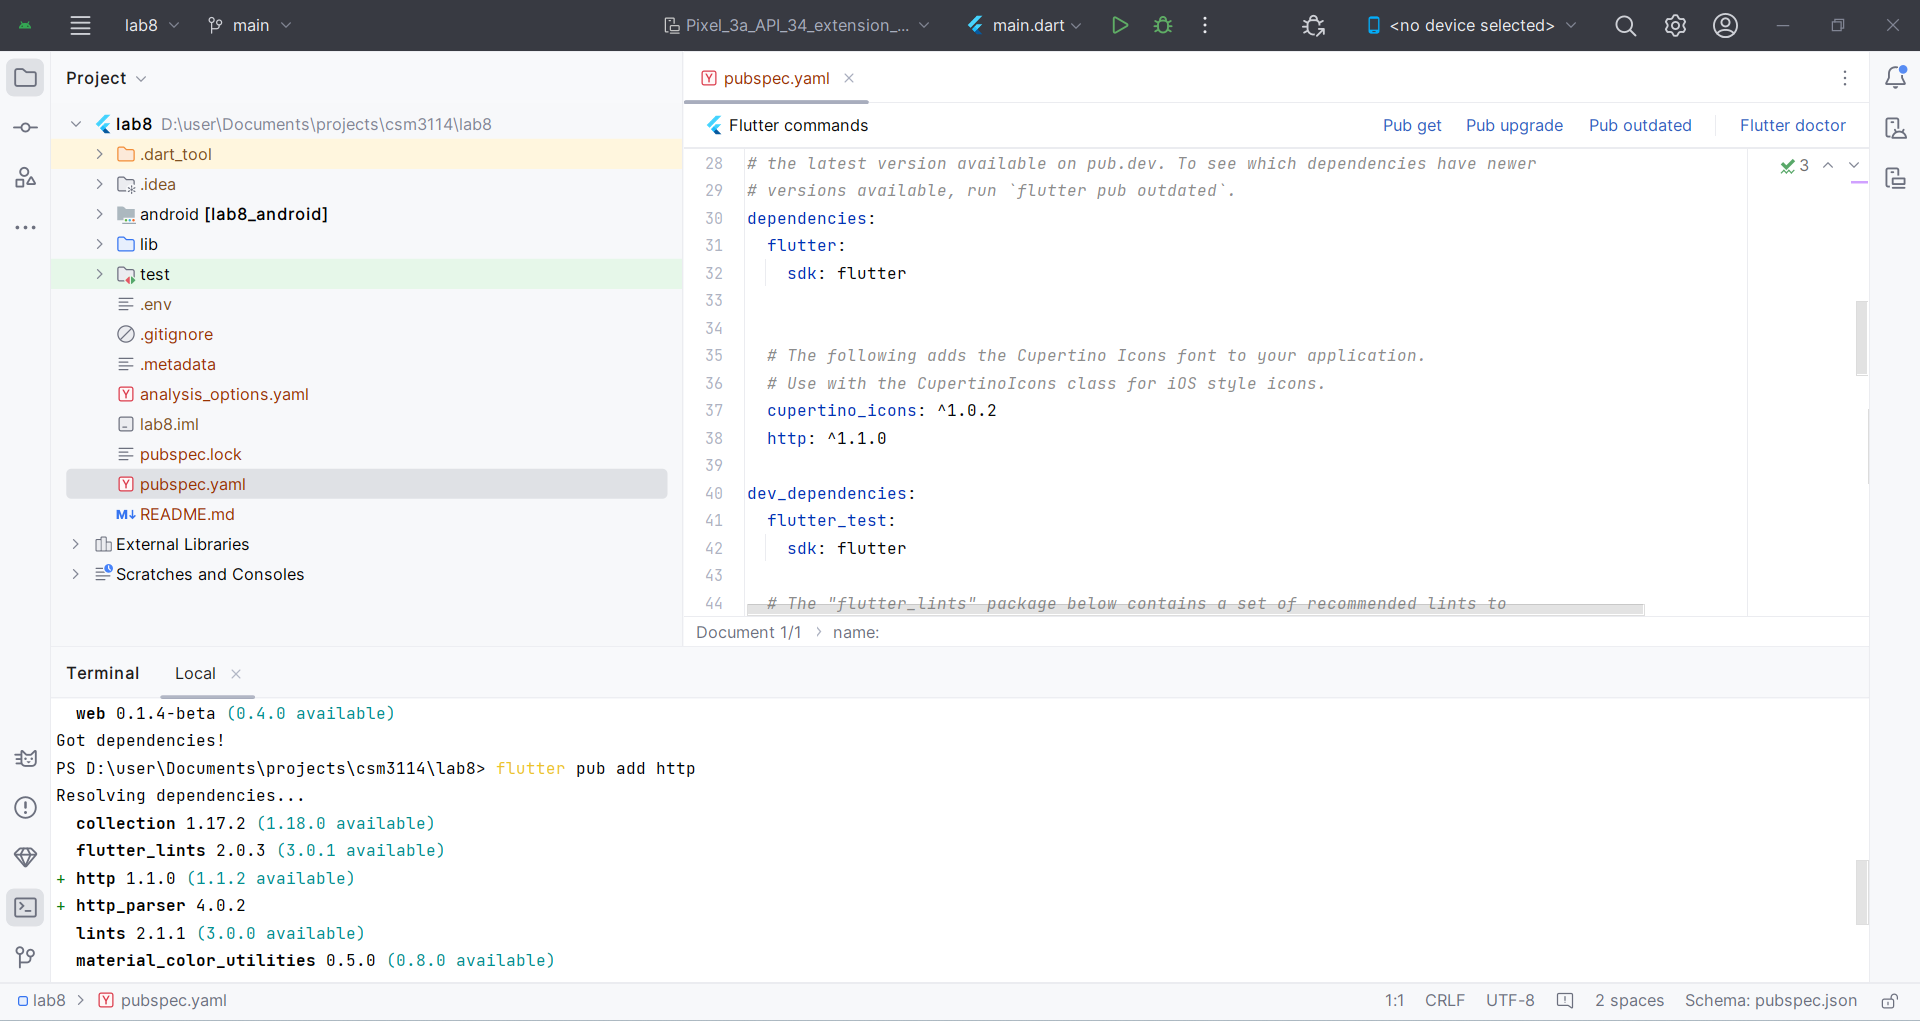 lab8
main
Pixel_3a_API_34_extension_...
main.dart
<no device selected>
Project
pubspec.yaml
lab8 D:\user\Documents\projects\csm3114\lab8
.dart_tool
.idea
android [lab8_android]
lib
test
.env
.gitignore
.metadata
analysis_options.yaml
lab8.iml
pubspec.lock
pubspec.yaml
README.md
External Libraries
Scratches and Consoles
Flutter commands
Pub get
Pub upgrade
Pub outdated
Flutter doctor
3
28 # the latest version available on pub.dev. To see which dependencies have newer
29 # versions available, run `flutter pub outdated`.
30 dependencies:
31 flutter:
32 sdk: flutter
33
34
35 # The following adds the Cupertino Icons font to your application.
36 # Use with the CupertinoIcons class for iOS style icons.
37 cupertino_icons: ^1.0.2
38 http: ^1.1.0
39
40 dev_dependencies:
41 flutter_test:
42 sdk: flutter
43
44 # The "flutter_lints" package below contains a set of recommended lints to
Document 1/1 > name:
Terminal
Local
web 0.1.4-beta (0.4.0 available)
Got dependencies!
PS D:\user\Documents\projects\csm3114\lab8> flutter pub add http
Resolving dependencies...
collection 1.17.2 (1.18.0 available)
flutter_lints 2.0.3 (3.0.1 available)
+ http 1.1.0 (1.1.2 available)
+ http_parser 4.0.2
lints 2.1.1 (3.0.0 available)
material_color_utilities 0.5.0 (0.8.0 available)
lab8 > pubspec.yaml
1:1
CRLF
UTF-8
2 spaces
Schema: pubspec.json